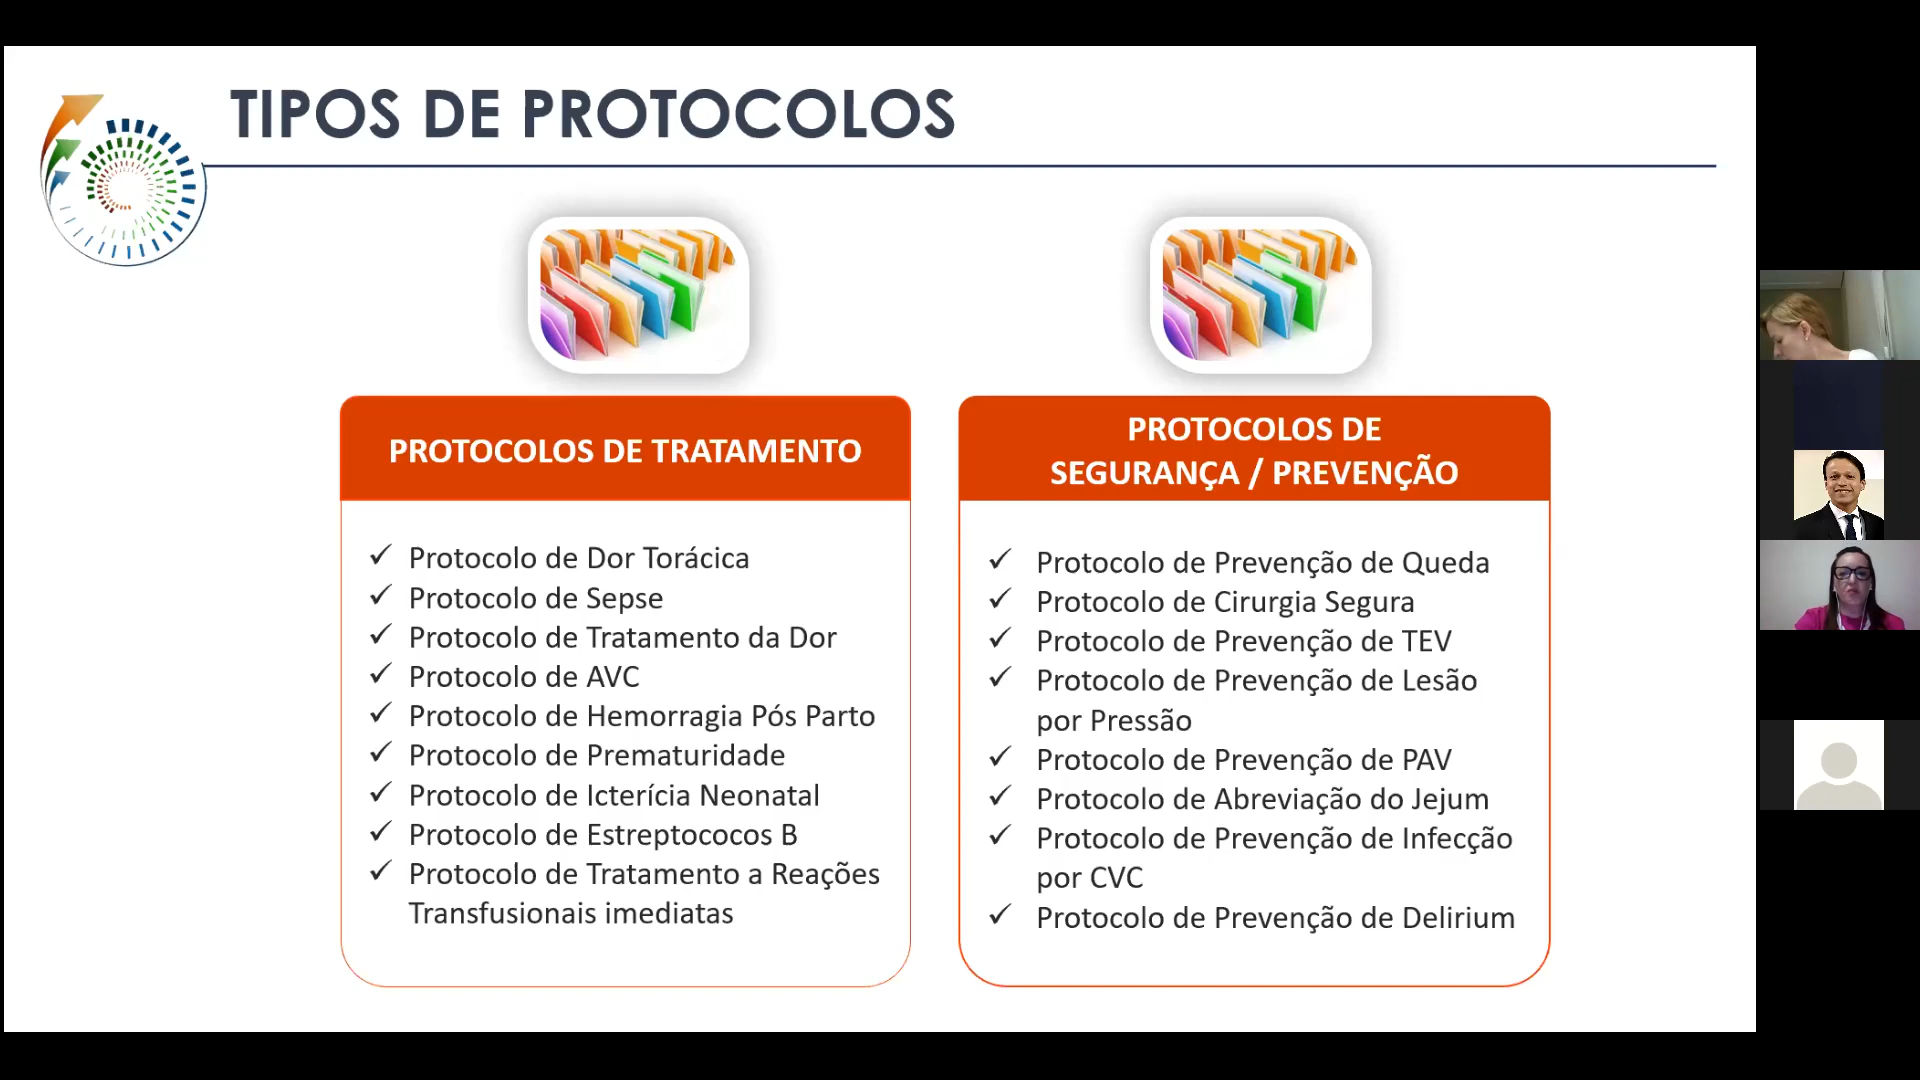 TIPOS DE PROTOCOLOS
PROTOCOLOS DE TRATAMENTO
Protocolo de Dor Torácica
Protocolo de Sepse
Protocolo de Tratamento da Dor
Protocolo de AVC
Protocolo de Hemorragia Pós Parto
Protocolo de Prematuridade
Protocolo de Icterícia Neonatal
Protocolo de Estreptococos B
Protocolo de Tratamento a Reações
Transfusionais imediatas
PROTOCOLOS DE
SEGURANÇA / PREVENÇÃO
Protocolo de Prevenção de Queda
Protocolo de Cirurgia Segura
Protocolo de Prevenção de TEV
Protocolo de Prevenção de Lesão
por Pressão
Protocolo de Prevenção de PAV
Protocolo de Abreviação do Jejum
Protocolo de Prevenção de Infecção
por CVC
Protocolo de Prevenção de Delirium